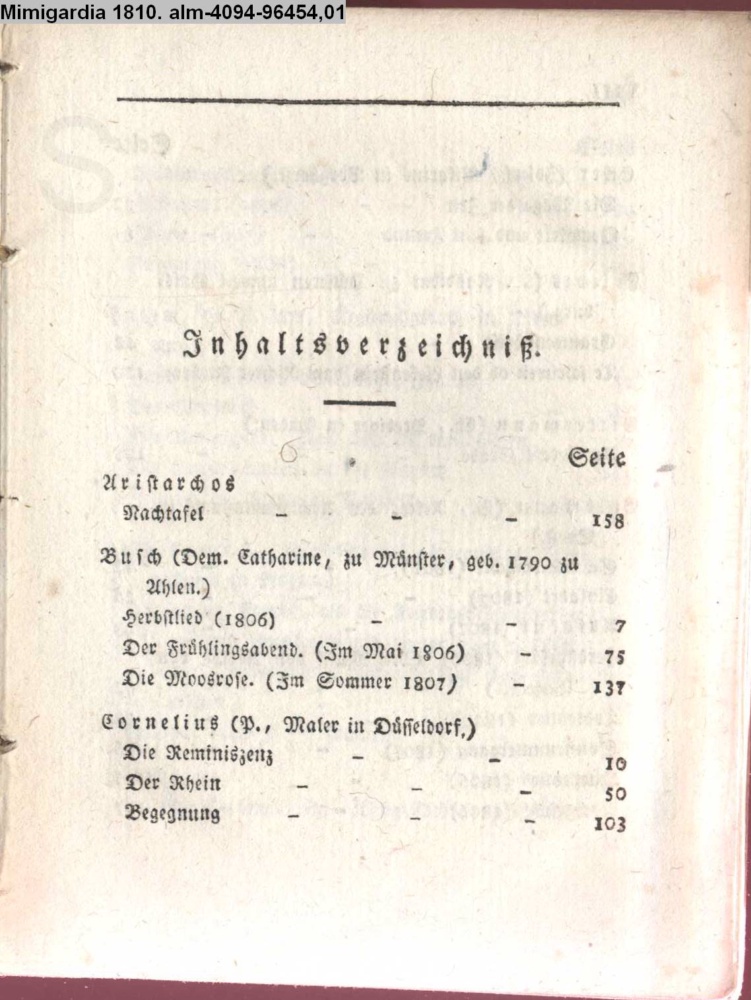 Mimigardia 1810. alm-4094-96454,01
Inhaltsverzeichniß.
Seite
Aristarchos
Nachtafel – – – 158
Busch (Dem. Catharine, zu Münster, geb. 1790 zu
Ahlen.)
Herbstlied (1806) – – 7
Der Frühlingsabend. (Im Mai 1806) – 75
Die Moosrose. (Im Sommer 1807) – 137
Cornelius (P., Maler in Düsseldorf.)
Die Reminiszenz – – 10
Der Rhein – – – 50
Begegnung – – – 103